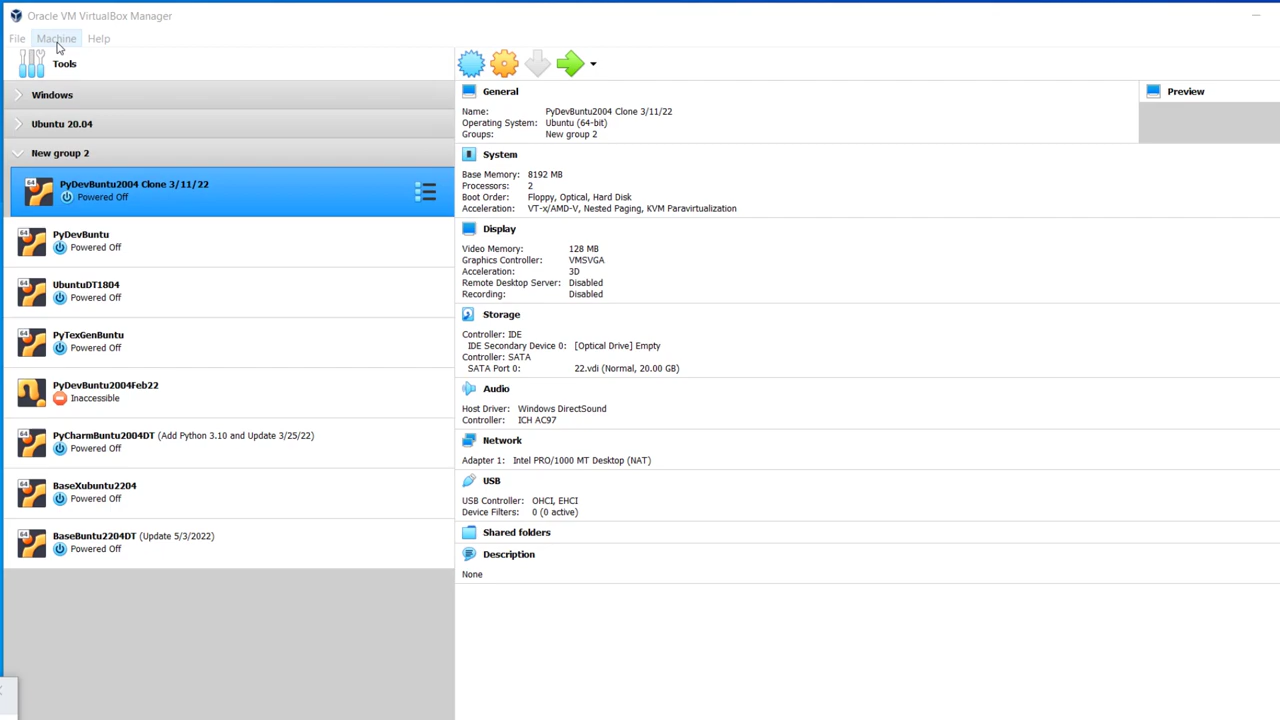 Oracle VM VirtualBox Manager
File Machine Help
Tools
Windows
Ubuntu 20.04
New group 2
64 PyDevBuntu2004 Clone 3/11/22
Powered Off
64 PyDevBuntu
Powered Off
64 UbuntuDT1804
Powered Off
64 PyTexGenBuntu
Powered Off
PyDevBuntu2004Feb22
Inaccessible
64 PyCharmBuntu2004DT (Add Python 3.10 and Update 3/25/22)
Powered Off
64 BaseXubuntu2204
Powered Off
64 BaseBuntu2204DT (Update 5/3/2022)
Powered Off
General
Name: PyDevBuntu2004 Clone 3/11/22
Operating System: Ubuntu (64-bit)
Groups: New group 2
System
Base Memory: 8192 MB
Processors: 2
Boot Order: Floppy, Optical, Hard Disk
Acceleration: VT-x/AMD-V, Nested Paging, KVM Paravirtualization
Display
Video Memory: 128 MB
Graphics Controller: VMSVGA
Acceleration: 3D
Remote Desktop Server: Disabled
Recording: Disabled
Storage
Controller: IDE
IDE Secondary Device 0: [Optical Drive] Empty
Controller: SATA
SATA Port 0: 22.vdi (Normal, 20.00 GB)
Audio
Host Driver: Windows DirectSound
Controller: ICH AC97
Network
Adapter 1: Intel PRO/1000 MT Desktop (NAT)
USB
USB Controller: OHCI, EHCI
Device Filters: 0 (0 active)
Shared folders
Description
None
Preview